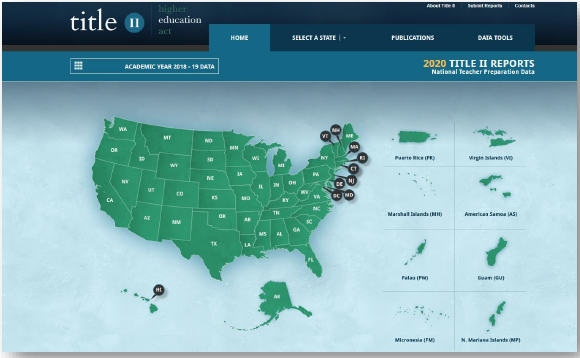 About Title II
Submit Reports
Contacts
title II higher
education
act
HOME
SELECT A STATE
PUBLICATIONS
DATA TOOLS
ACADEMIC YEAR 2018 - 19 DATA
2020 TITLE II REPORTS
National Teacher Preparation Data
WA
MT
ND
MN
OR
ID
WY
SD
WI
MI
NY
VT
NH
ME
MA
RI
CT
NJ
DE
MD
DC
NV
UT
CO
NE
IA
IL
IN
OH
PA
CA
KS
MO
KY
WV
VA
AZ
NM
OK
AR
TN
NC
SC
MS
AL
GA
TX
LA
FL
HI
AK
Puerto Rico (PR)
Virgin Islands (VI)
Marshall Islands (MH)
American Samoa (AS)
Palau (PW)
Guam (GU)
Micronesia (FM)
N. Mariana Islands (MP)